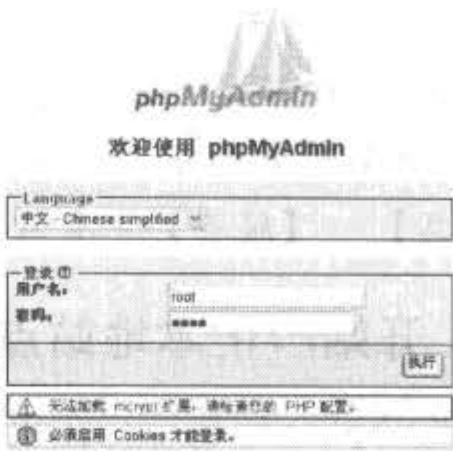 phpMyAdmin
欢迎使用 phpMyAdmin
Language
中文 - Chinese simplified
登录
用户名:
root
密码:
••••
执行
无法加载 mcrypt 扩展,请检查您的 PHP 配置。
必须启用 Cookies 才能登录。